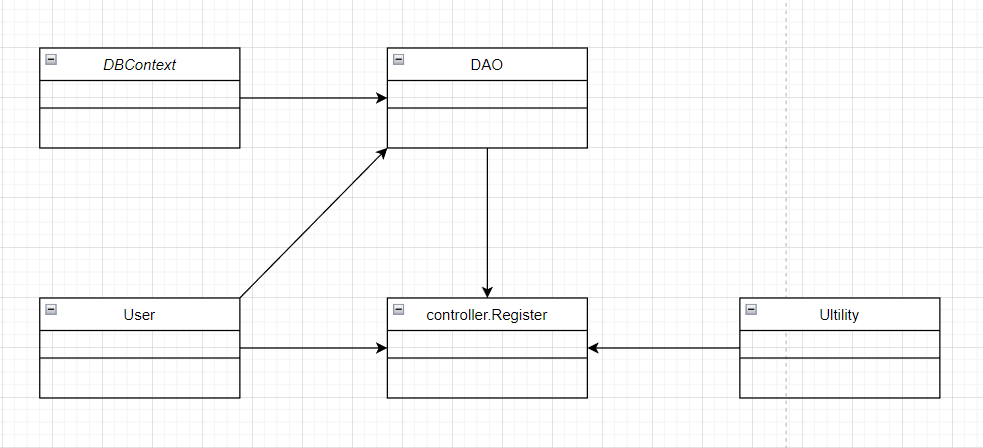 DBContext
DAO
User
controller.Register
Ultility